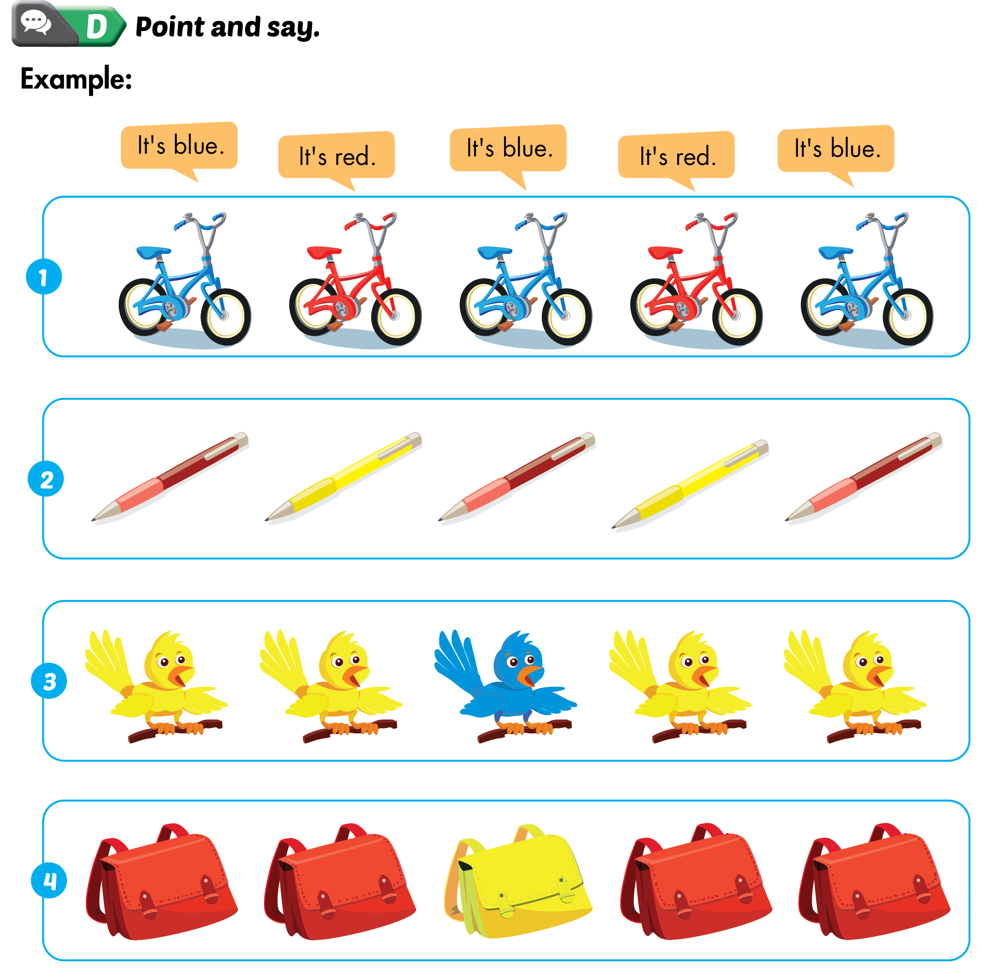 D Point and say.
Example:
It's blue.
It's red.
It's blue.
It's red.
It's blue.
1
2
3
4